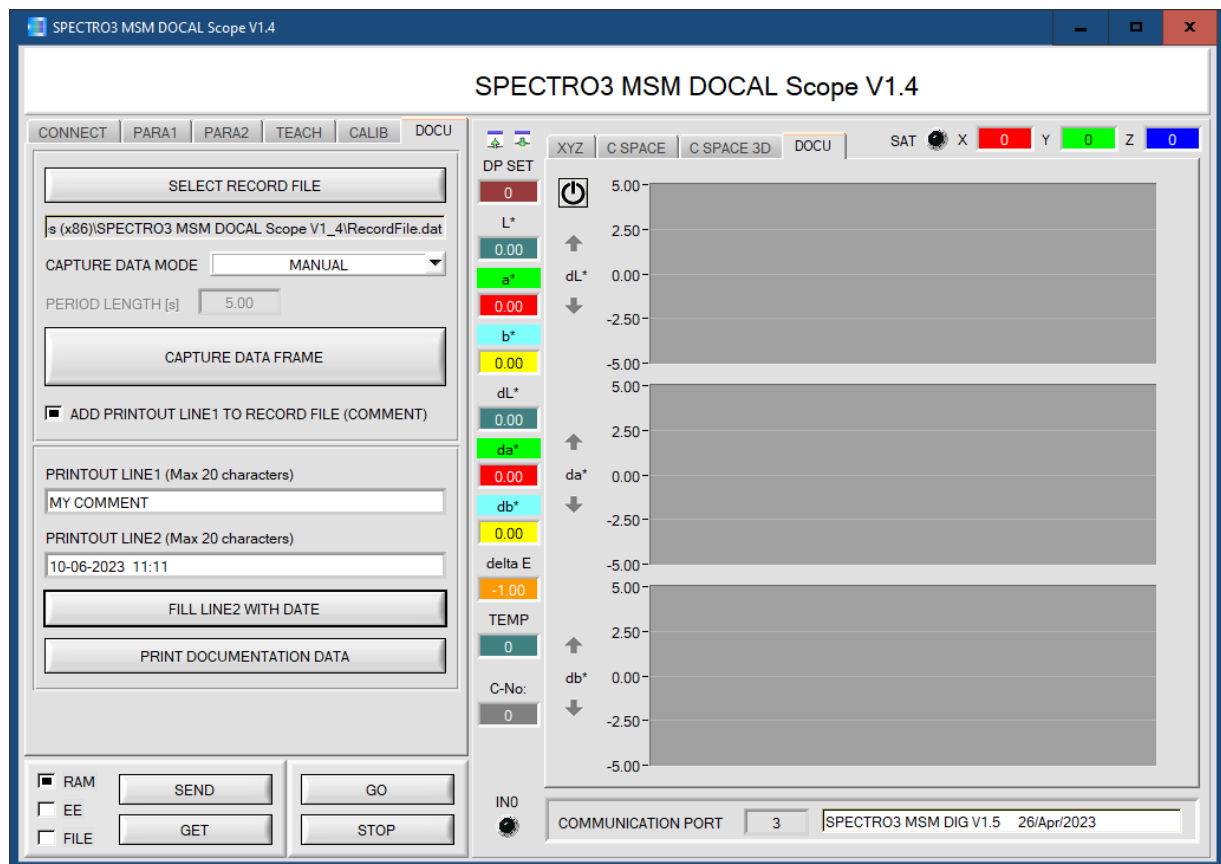 SPECTRO3 MSM DOCAL Scope V1.4
SPECTRO3 MSM DOCAL Scope V1.4
CONNECT PARA1 PARA2 TEACH CALIB DOCU
SELECT RECORD FILE
s (x86)\SPECTRO3 MSM DOCAL Scope V1_4\RecordFile.dat
CAPTURE DATA MODE MANUAL
PERIOD LENGTH [s] 5.00
CAPTURE DATA FRAME
ADD PRINTOUT LINE1 TO RECORD FILE (COMMENT)
PRINTOUT LINE1 (Max 20 characters)
MY COMMENT
PRINTOUT LINE2 (Max 20 characters)
10-06-2023 11:11
FILL LINE2 WITH DATE
PRINT DOCUMENTATION DATA
RAM
EE
FILE
SEND
GET
GO
STOP
DP SET
0
L*
0.00
a*
0.00
b*
0.00
dL*
0.00
da*
0.00
db*
0.00
delta E
-1.00
TEMP
0
C-No:
0
IN0
XYZ C SPACE C SPACE 3D DOCU
SAT X 0 Y 0 Z 0
5.00
2.50
dL* 0.00
-2.50
-5.00
5.00
2.50
da* 0.00
-2.50
-5.00
5.00
2.50
db* 0.00
-2.50
-5.00
COMMUNICATION PORT 3 SPECTRO3 MSM DIG V1.5 26/Apr/2023